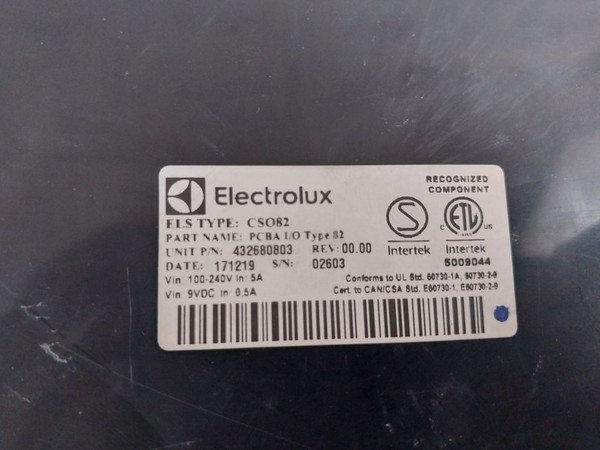 Electrolux
RECOGNIZED
COMPONENT
ELS TYPE: CSO82
PART NAME: PCBA I/O Type 82
UNIT P/N: 432680803 REV: 00.00
DATE: 171219 S/N: 02603
Vin: 100-240V in: 5A
Vin: 9VDC in: 0.5A
S
Intertek
C ETL US
Intertek
5009044
Conforms to UL Std. 60730-1A, 60730-2-9
Cert. to CAN/CSA Std. E60730-1, E60730-2-9